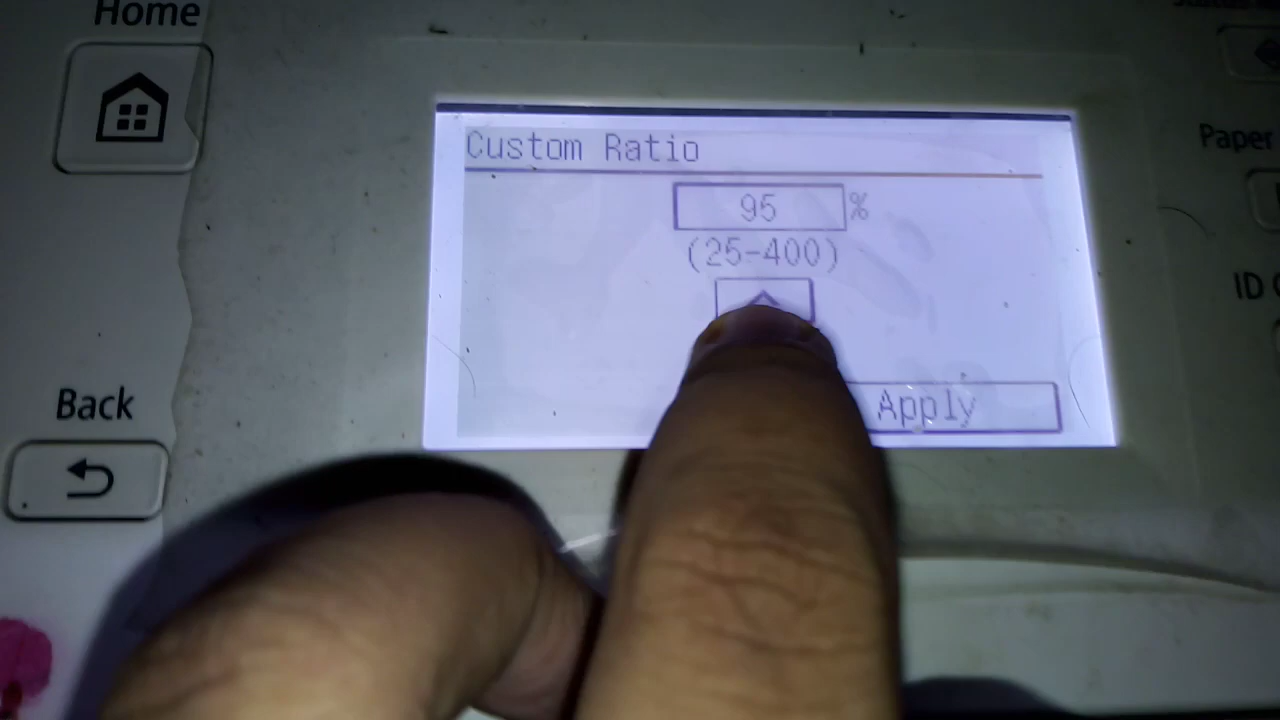 Home
Custom Ratio
95 %
(25-400)
Paper
ID
Back
Apply